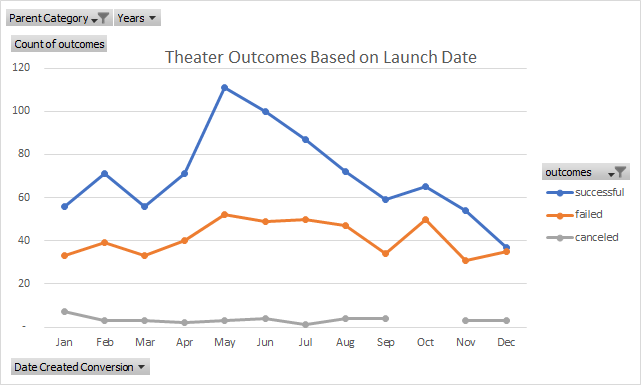 Parent Category Years
Count of outcomes
Theater Outcomes Based on Launch Date
120
100
80
60
40
20
-
Jan Feb Mar Apr May Jun Jul Aug Sep Oct Nov Dec
outcomes
successful
failed
canceled
Date Created Conversion